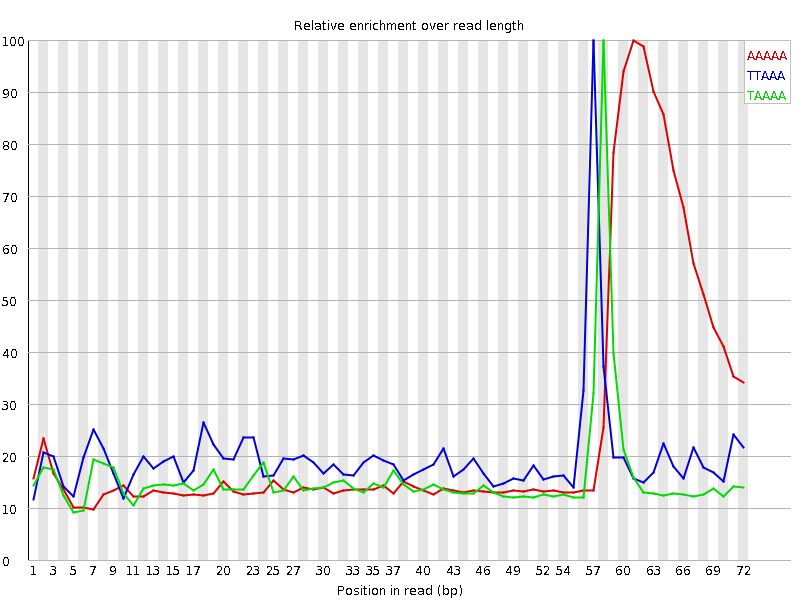 Relative enrichment over read length
100
90
80
70
60
50
40
30
20
10
0
AAAAA
TTAAA
TAAAA
1 3 5 7 9 11 13 15 17 20 23 25 27 30 33 35 37 40 43 46 49 52 54 57 60 63 66 69 72
Position in read (bp)